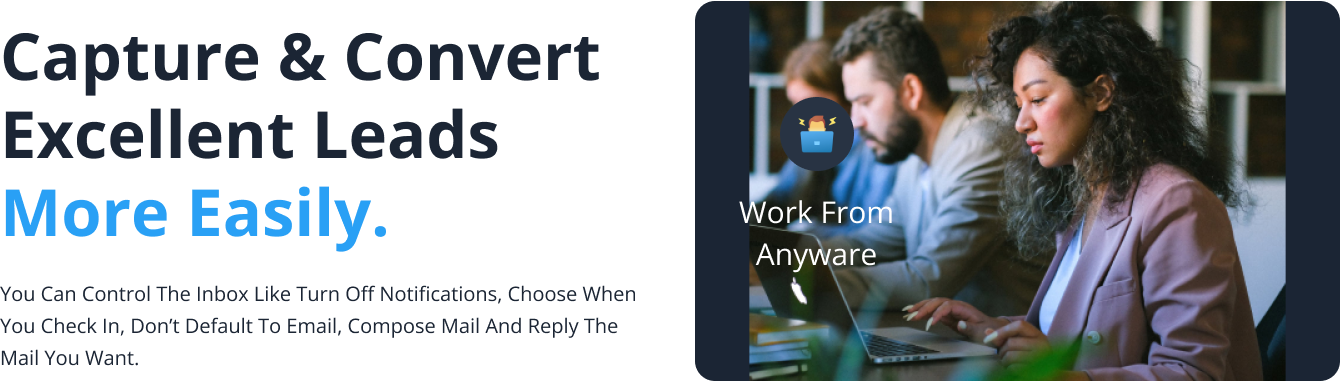 Capture & Convert
Excellent Leads
More Easily.
You Can Control The Inbox Like Turn Off Notifications, Choose When
You Check In, Don’t Default To Email, Compose Mail And Reply The
Mail You Want.
Work From
Anyware